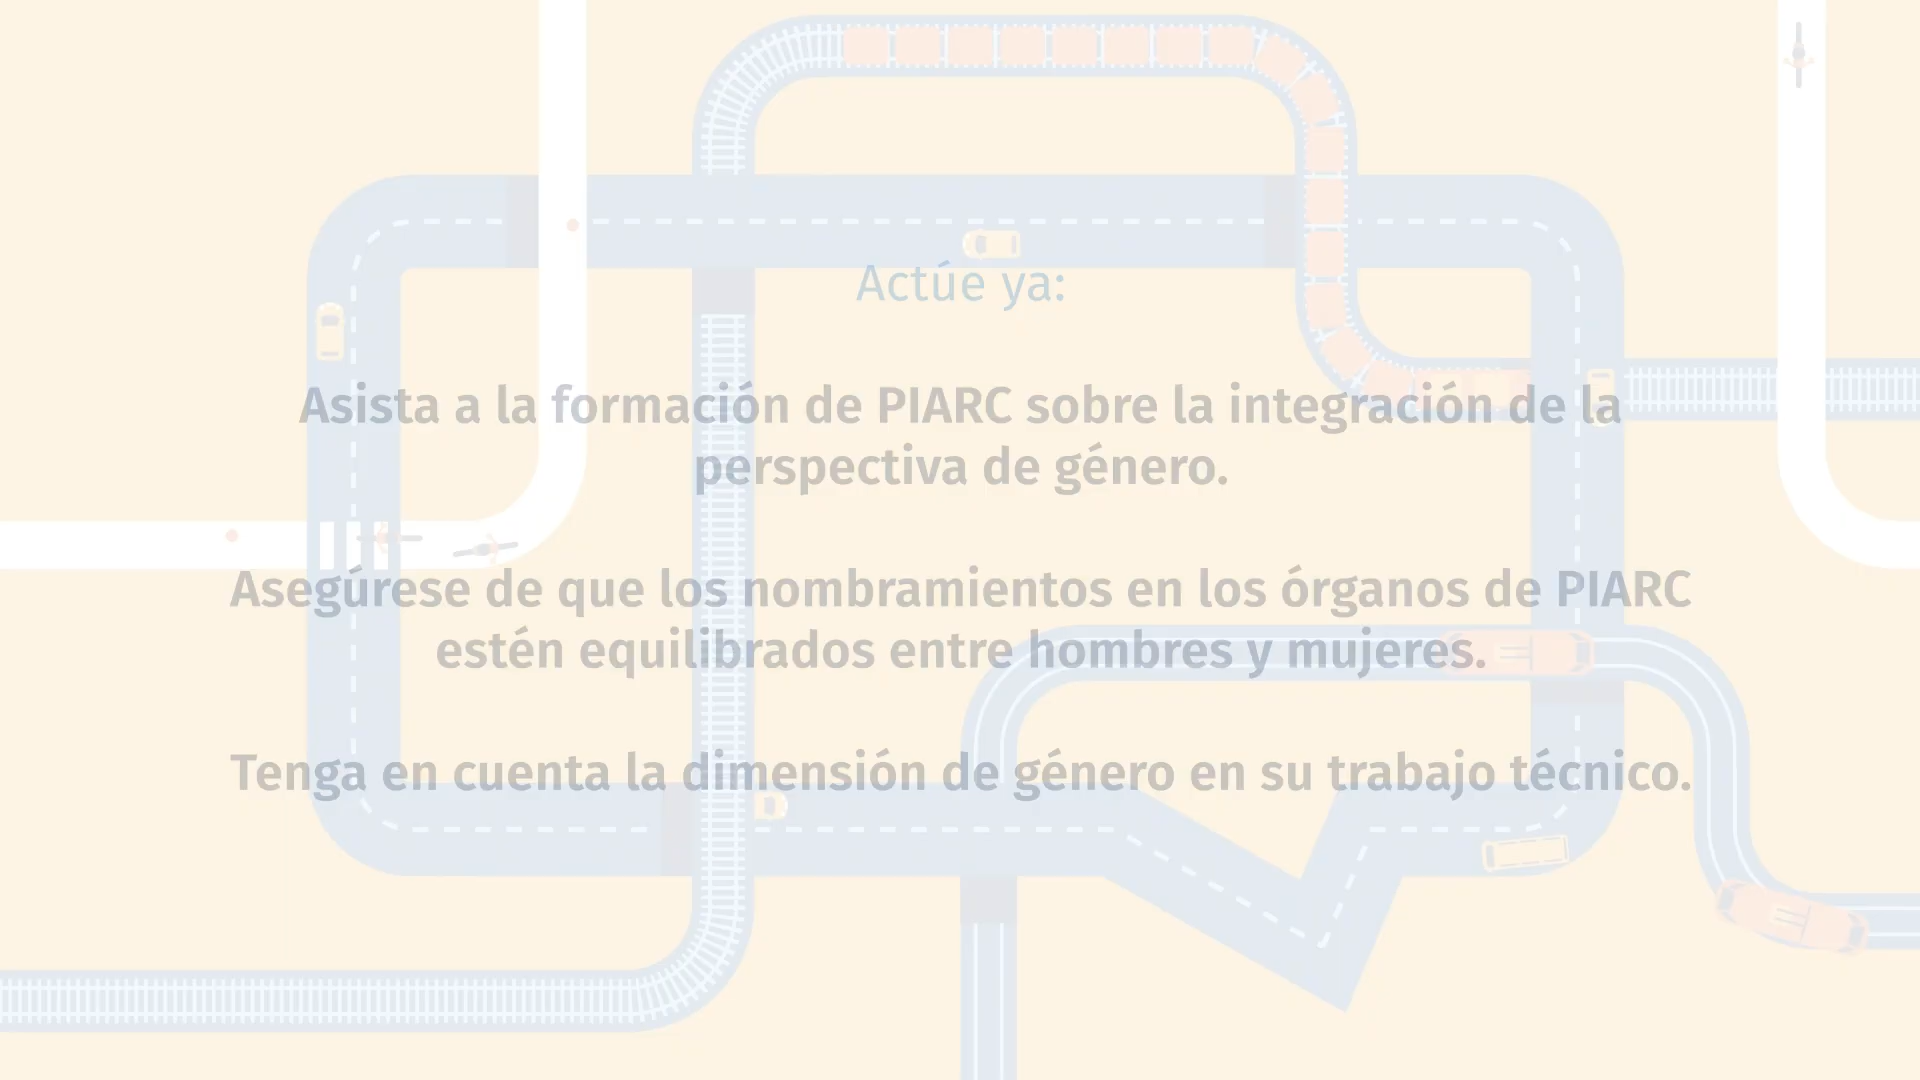 Actúe ya:
Asista a la formación de PIARC sobre la integración de la
perspectiva de género.
Asegúrese de que los nombramientos en los órganos de PIARC
estén equilibrados entre hombres y mujeres.
Tenga en cuenta la dimensión de género en su trabajo técnico.